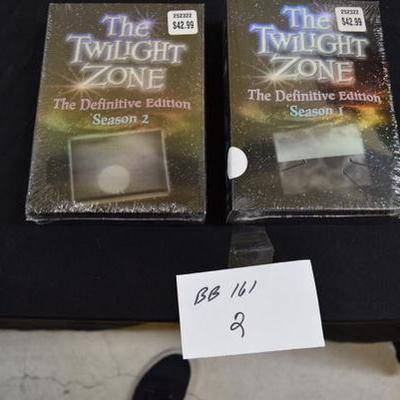 252322
$42.99
The
Twilight
Zone
The Definitive Edition
Season 2
252322
$42.99
The
Twilight
Zone
The Definitive Edition
Season 1
BB 161
2